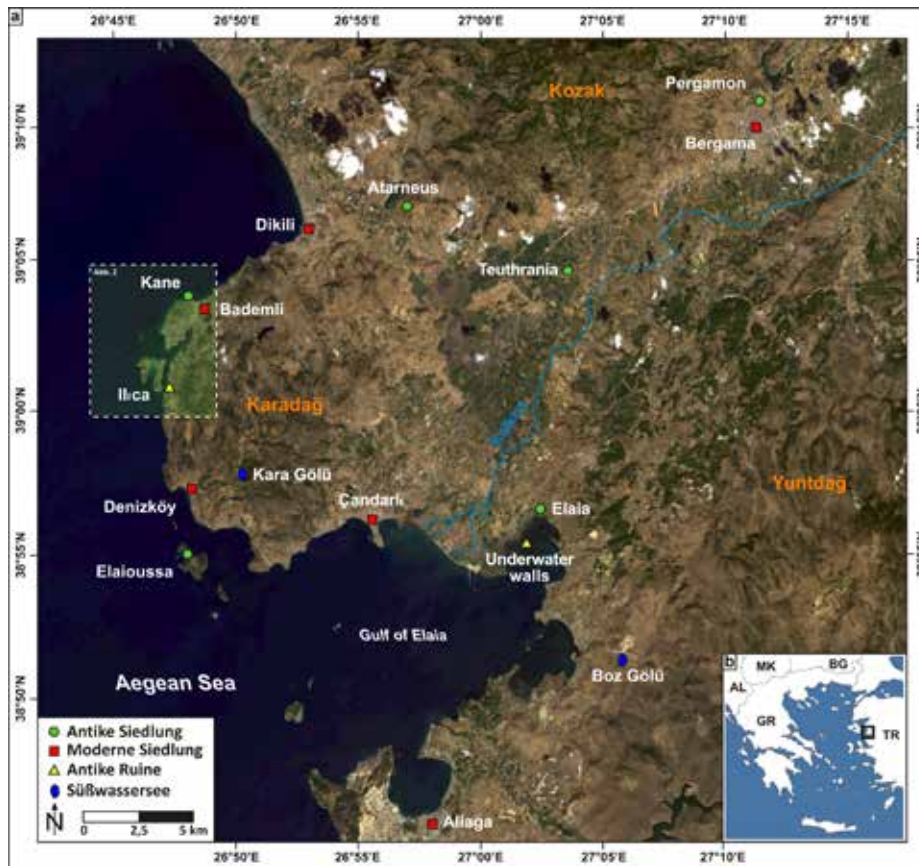 a
26°45'E 26°50'E 26°55'E 27°00'E 27°05'E 27°10'E 27°15'E
39°10'N
39°05'N
39°00'N
38°55'N
38°50'N
Kozak
Pergamon
Bergama
Atarneus
Dikili
Teuthrania
Kane
Bademli
Ilıca
Karadağ
Kara Gölü
Yuntdağ
Denizköy
Çandarlı
Elaia
Elaioussa
Underwater
walls
Gulf of Elaia
Boz Gölü
Aegean Sea
Aliaga
Antike Siedlung
Moderne Siedlung
Antike Ruine
Süßwassersee
N
0 2,5 5 km
b
MK BG
AL
GR TR
26°50'E 26°55'E 27°00'E 27°05'E 27°10'E